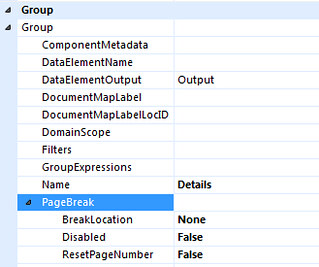 Group
Group
ComponentMetadata
DataElementName
DataElementOutput Output
DocumentMapLabel
DocumentMapLabelLocID
DomainScope
Filters
GroupExpressions
Name Details
PageBreak
BreakLocation None
Disabled False
ResetPageNumber False